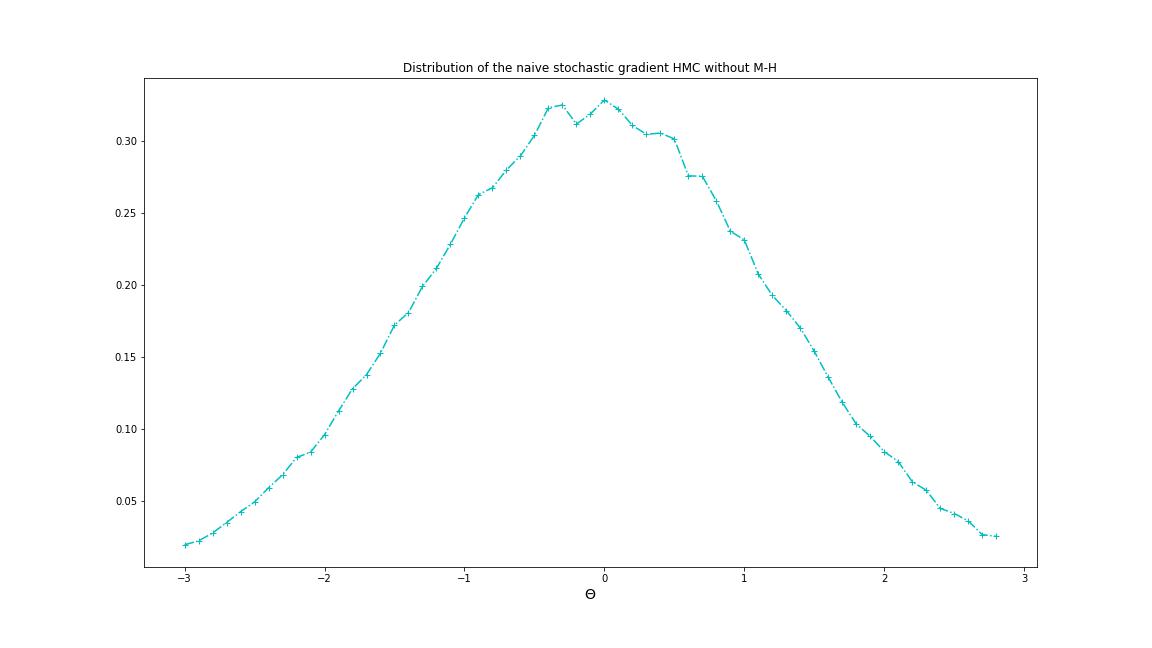 Distribution of the naive stochastic gradient HMC without M-H
0.30
0.25
0.20
0.15
0.10
0.05
−3 −2 −1 0 1 2 3
Θ